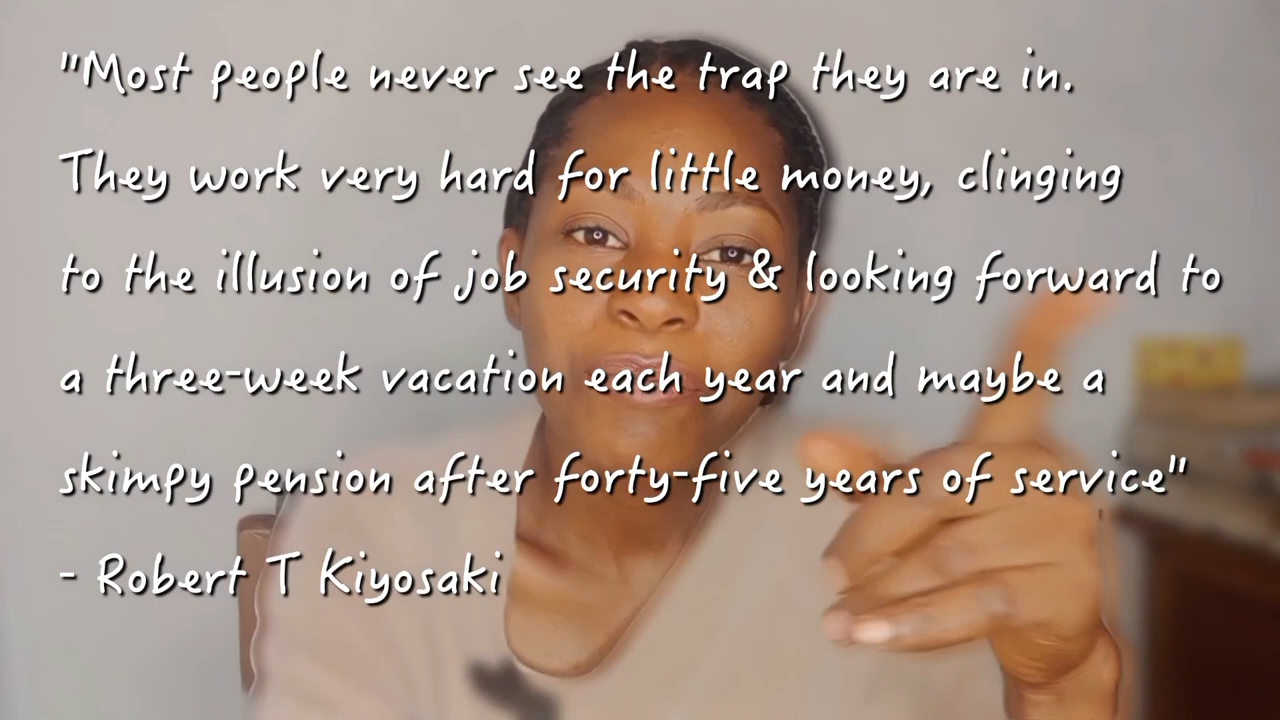 "Most people never see the trap they are in.
They work very hard for little money, clinging
to the illusion of job security & looking forward to
a three-week vacation each year and maybe a
skimpy pension after forty-five years of service"
- Robert T Kiyosaki